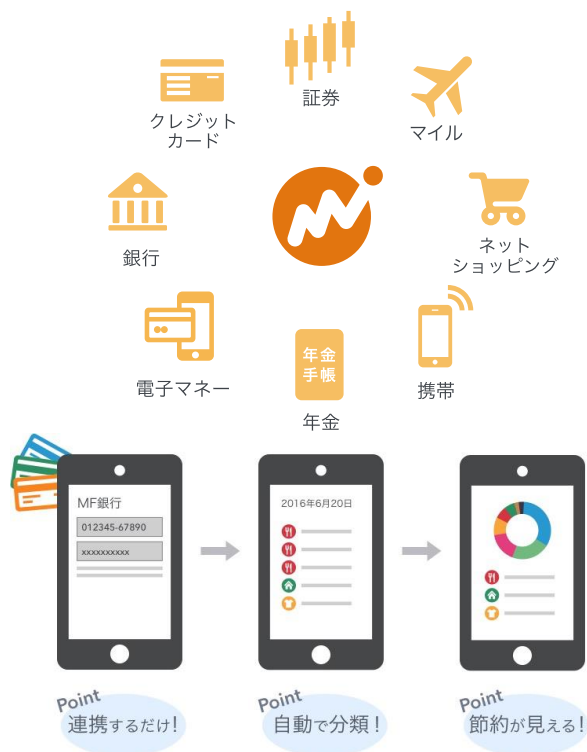 証券
クレジット
カード
マイル
銀行
ネット
ショッピング
電子マネー
年金
手帳
年金
携帯
MF銀行
012345-67890
xxxxxxxxxx
2016年6月20日
Point
連携するだけ!
Point
自動で分類!
Point
節約が見える!